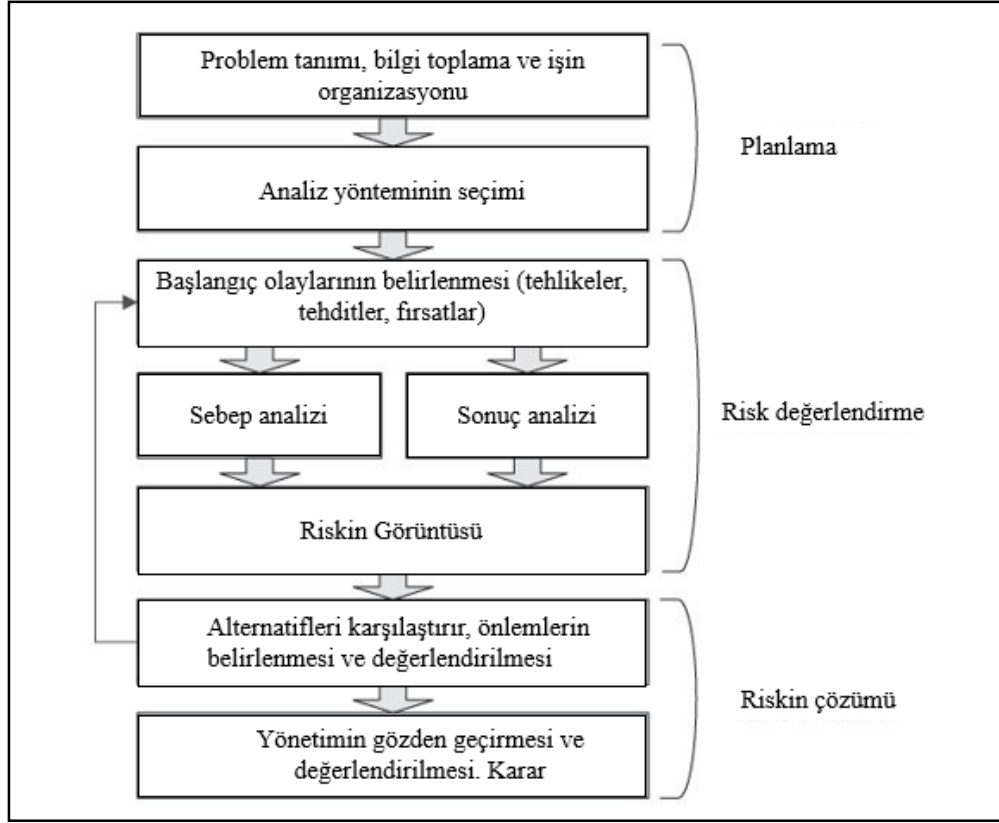 Problem tanımı, bilgi toplama ve işin
organizasyonu
Planlama
Analiz yönteminin seçimi
Başlangıç olaylarının belirlenmesi (tehlikeler,
tehditler, fırsatlar)
Sebep analizi
Sonuç analizi
Risk değerlendirme
Riskin Görüntüsü
Alternatifleri karşılaştırır, önlemlerin
belirlenmesi ve değerlendirilmesi
Riskin çözümü
Yönetimin gözden geçirmesi ve
değerlendirilmesi. Karar